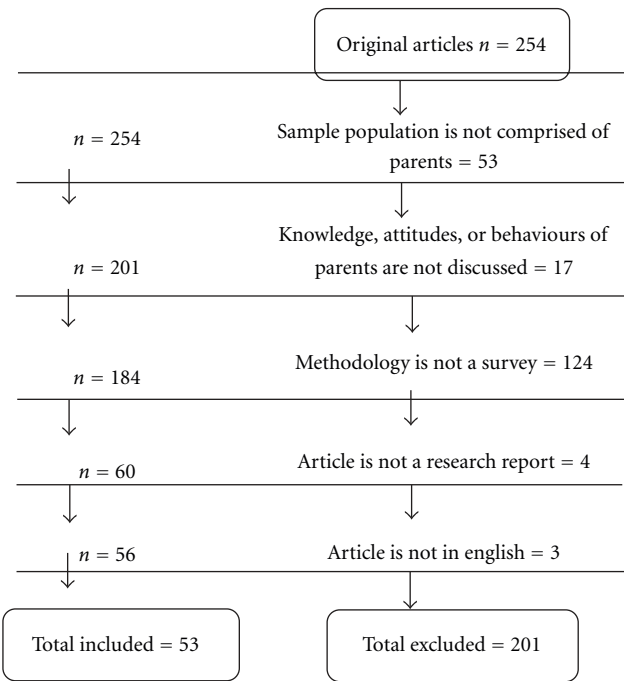 Original articles n = 254
n = 254
Sample population is not comprised of
parents = 53
n = 201
Knowledge, attitudes, or behaviours of
parents are not discussed = 17
n = 184
Methodology is not a survey = 124
n = 60
Article is not a research report = 4
n = 56
Article is not in english = 3
Total included = 53
Total excluded = 201